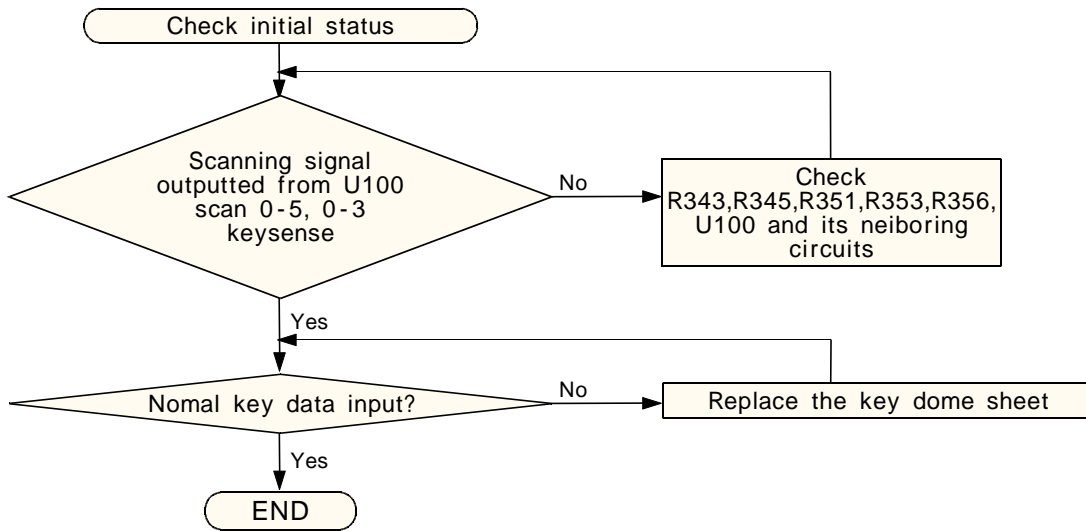 Check initial status
Scanning signal
outputted from U100
scan 0-5, 0-3
keysense
No
Check
R343,R345,R351,R353,R356,
U100 and its neiboring
circuits
Yes
Nomal key data input?
No
Replace the key dome sheet
Yes
END